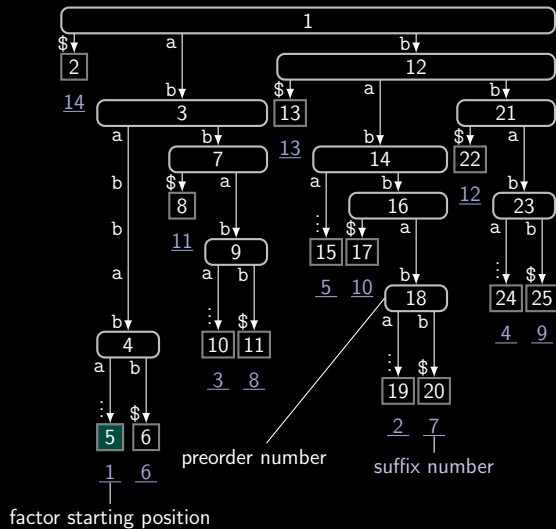 1
$ a b
2 12
14 b $ a b
3 13 21
a b 13 $ a
7 14 22
b $ a a b 12 b
8 16 23
11 b ⋮ $ a ⋮ $
b 9 15 17 24 25
a b 5 10 b 4 9
a 18
⋮ $ a b
b 10 11
4 3 8 ⋮ $
a b 19 20
2 7
⋮ $
5 6 preorder number
1 6 suffix number
factor starting position